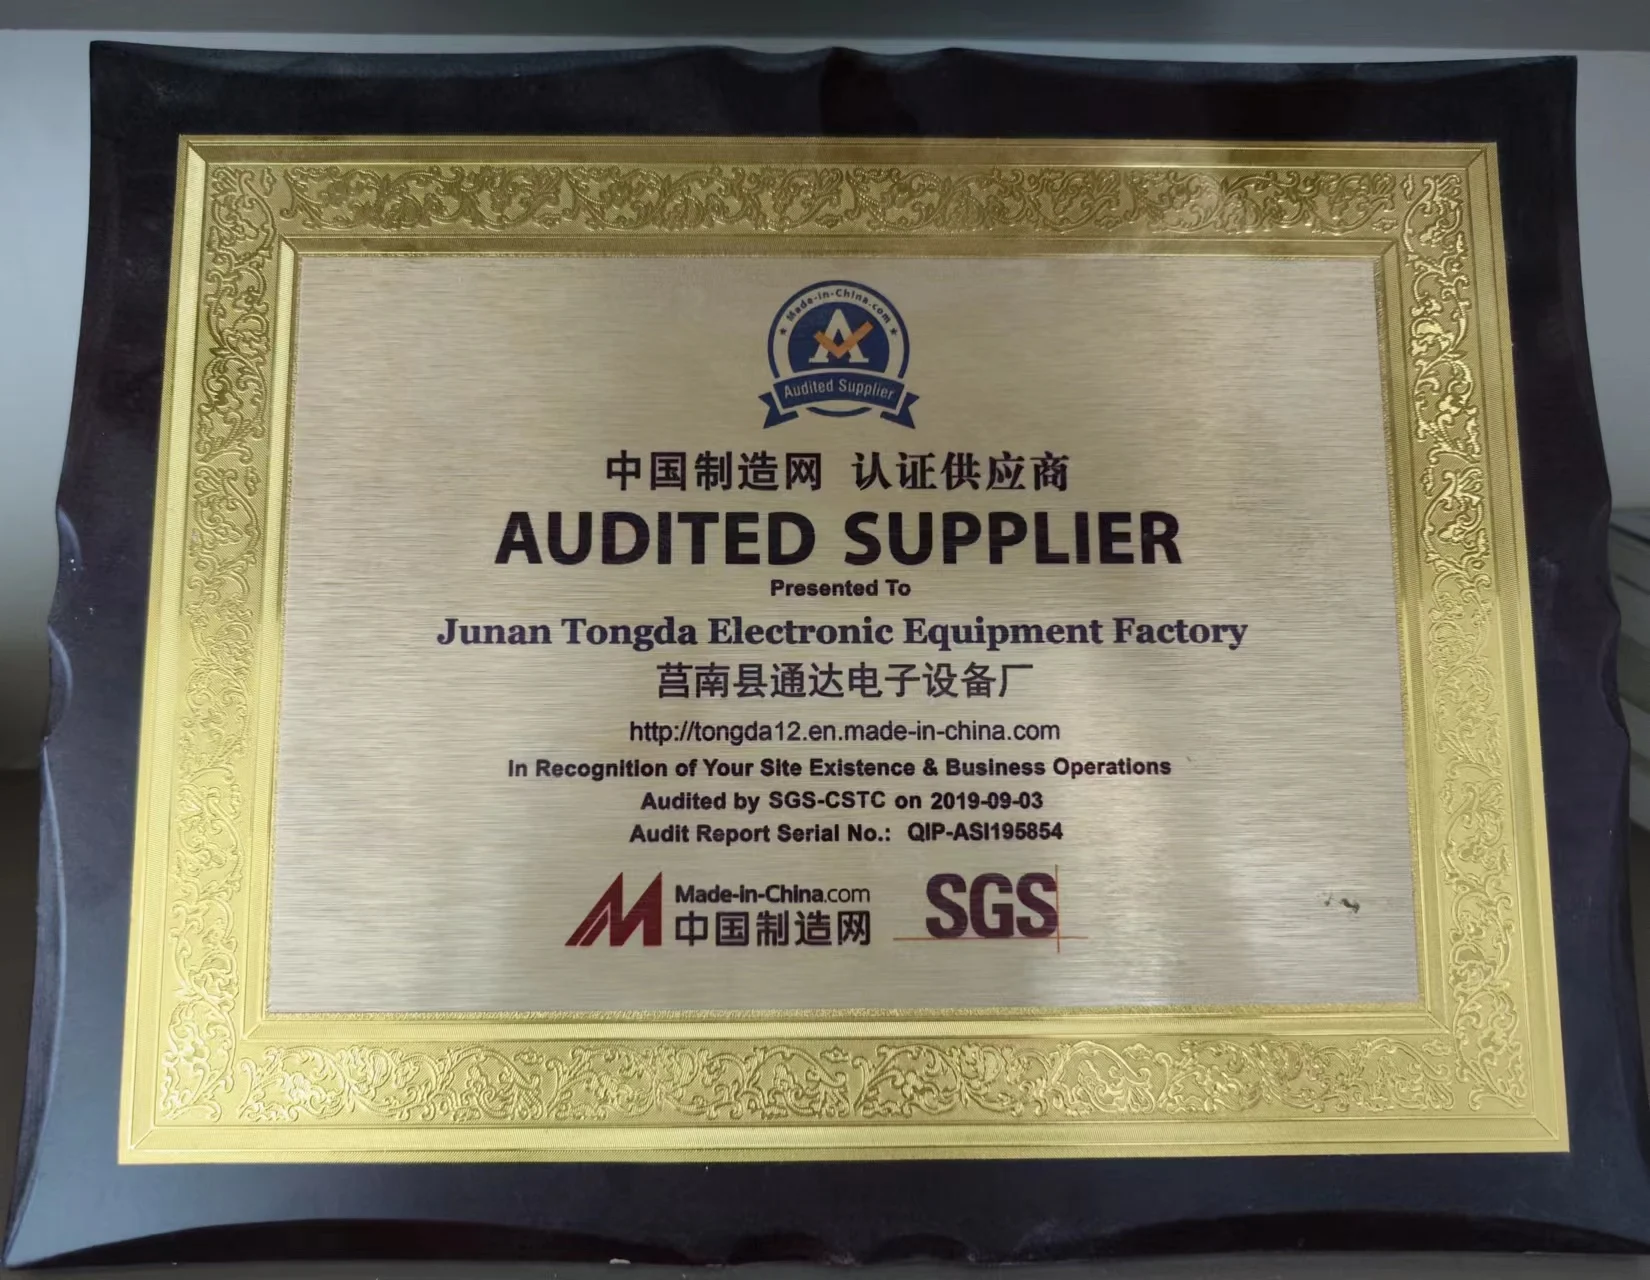 ★ Made-in-China.com ★
A
Audited Supplier
中国制造网 认证供应商
AUDITED SUPPLIER
Presented To
Junan Tongda Electronic Equipment Factory
莒南县通达电子设备厂
http://tongda12.en.made-in-china.com
In Recognition of Your Site Existence & Business Operations
Audited by SGS-CSTC on 2019-09-03
Audit Report Serial No.: QIP-ASI195854
Made-in-China.com
中国制造网
SGS